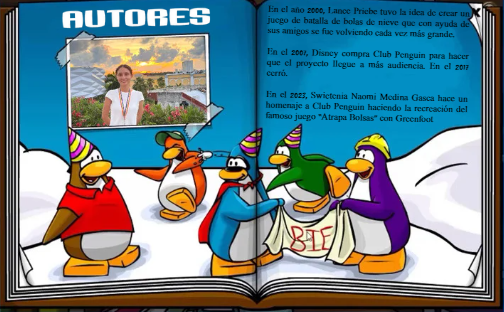 AUTORES
En el año 2000, Lance Priebe tuvo la idea de crear un
juego de batalla de bolas de nieve que con ayuda de
sus amigos se fue volviendo cada vez más grande.
En el 2007, Disney compra Club Penguin para hacer
que el proyecto llegue a más audiencia. En el 2017
cerró.
En el 2023, Swietenia Naomi Medina Gasca hace un
homenaje a Club Penguin haciendo la recreación del
famoso juego "Atrapa Bolsas" con Greenfoot
BTE